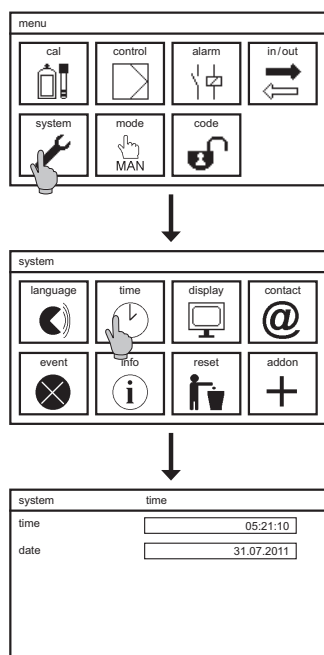 menu
cal control alarm in/out
system mode code
MAN
system
language time display contact
@
event info reset addon
i
system time
time 05:21:10
date 31.07.2011